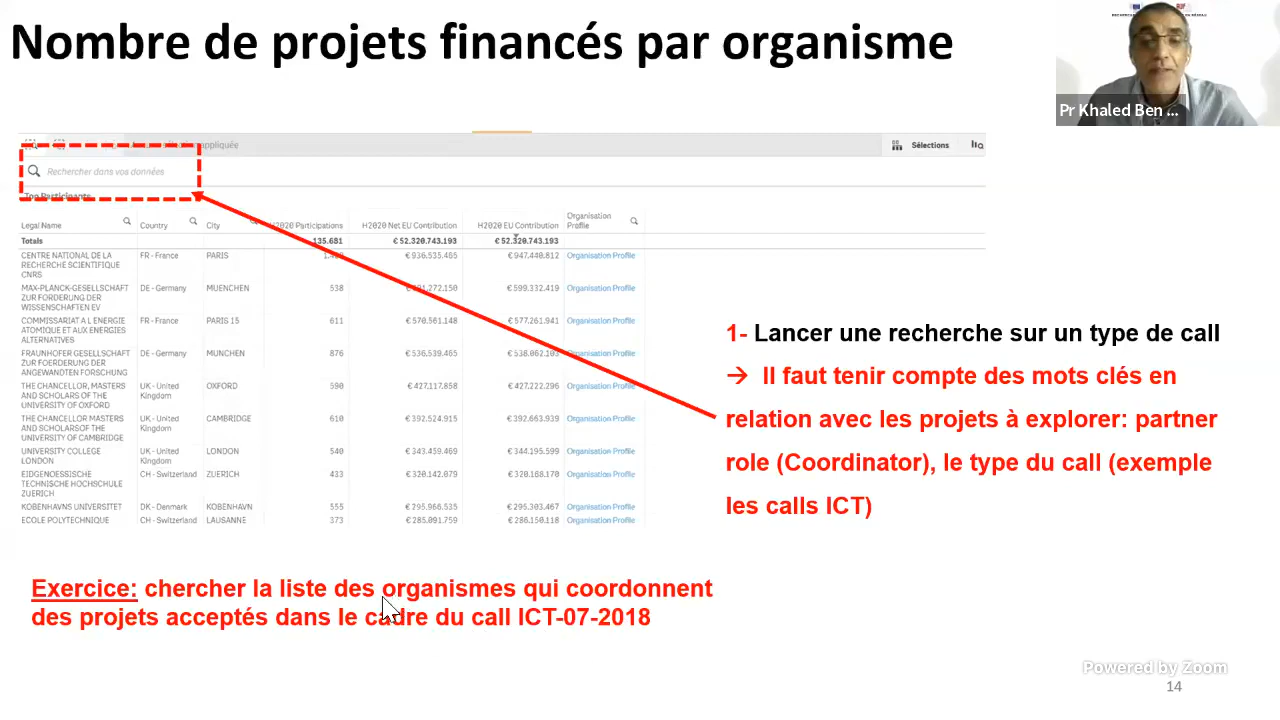 Nombre de projets financés par organisme
Pr Khaled Ben ...
appliquée
Sélections
Rechercher dans vos données
Top Participants
Legal Name Country City H2020 Participations H2020 Net EU Contribution H2020 EU Contribution Organisation Profile
Totals 135.681 € 52.320.743.193 € 52.320.743.193
CENTRE NATIONAL DE LA RECHERCHE SCIENTIFIQUE CNRS FR - France PARIS € 936.535.465 € 947.440.812 Organisation Profile
MAX-PLANCK-GESELLSCHAFT ZUR FORDERUNG DER WISSENSCHAFTEN EV DE - Germany MUENCHEN 538 € 599.332.419 Organisation Profile
COMMISSARIAT A L ENERGIE ATOMIQUE ET AUX ENERGIES ALTERNATIVES FR - France PARIS 15 611 € 570.561.148 € 577.261.941 Organisation Profile
FRAUNHOFER GESELLSCHAFT ZUR FOERDERUNG DER ANGEWANDTEN FORSCHUNG DE - Germany MUNCHEN 876 € 536.539.465 € 538.062.103 Organisation Profile
THE CHANCELLOR, MASTERS AND SCHOLARS OF THE UNIVERSITY OF OXFORD UK - United Kingdom OXFORD 590 € 427.117.858 € 427.222.296 Organisation Profile
THE CHANCELLOR MASTERS AND SCHOLARSOF THE UNIVERSITY OF CAMBRIDGE UK - United Kingdom CAMBRIDGE 610 € 392.524.915 € 392.663.939 Organisation Profile
UNIVERSITY COLLEGE LONDON UK - United Kingdom LONDON 540 € 343.459.469 € 344.195.599 Organisation Profile
EIDGENOESSISCHE TECHNISCHE HOCHSCHULE ZUERICH CH - Switzerland ZUERICH 433 € 320.142.079 € 320.168.170 Organisation Profile
KOBENHAVNS UNIVERSITET DK - Denmark KOBENHAVN 555 € 295.966.535 € 295.303.467 Organisation Profile
ECOLE POLYTECHNIQUE CH - Switzerland LAUSANNE 373 € 285.091.759 € 286.150.118 Organisation Profile
1- Lancer une recherche sur un type de call
→ Il faut tenir compte des mots clés en
relation avec les projets à explorer: partner
role (Coordinator), le type du call (exemple
les calls ICT)
Exercice: chercher la liste des organismes qui coordonnent
des projets acceptés dans le cadre du call ICT-07-2018
Powered by Zoom
14